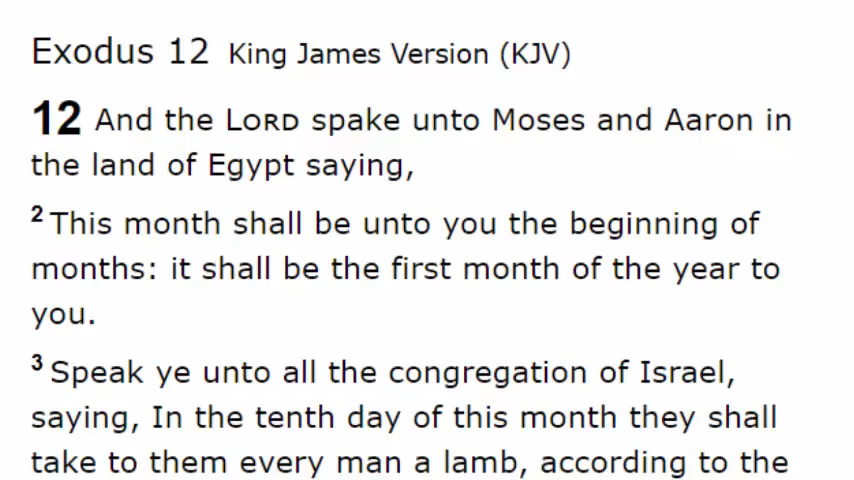 Exodus 12 King James Version (KJV)
12 And the LORD spake unto Moses and Aaron in
the land of Egypt saying,
2 This month shall be unto you the beginning of
months: it shall be the first month of the year to
you.
3 Speak ye unto all the congregation of Israel,
saying, In the tenth day of this month they shall
take to them every man a lamb, according to the